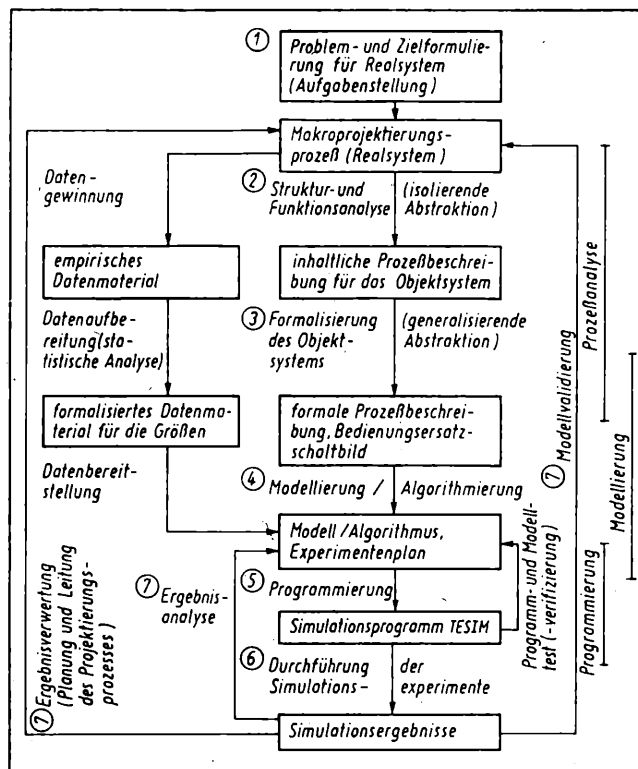 ① Problem- und Zielformulie-
rung für Realsystem
(Aufgabenstellung)
Makroprojektierungs-
prozeß (Realsystem)
Daten-
gewinnung
② Struktur- und
Funktionsanalyse
(isolierende
Abstraktion)
empirisches
Datenmaterial
inhaltliche Prozeßbeschrei-
bung für das Objektsystem
Datenaufbe-
reitung (sta-
tistische
Analyse)
③ Formalisierung
des Objekt-
systems
(generalisierende
Abstraktion)
formalisiertes Datenma-
terial für die Größen
formale Prozeßbeschrei-
bung, Bedienungsersatz-
schaltbild
Datenbereit-
stellung
④ Modellierung / Algorithmierung
Modell / Algorithmus,
Experimentenplan
⑦ Ergebnis-
analyse
⑤ Programmierung
Simulationsprogramm TESIM
⑥ Durchführung der
Simulations- experimente
Simulationsergebnisse
⑦ Ergebnisverwertung
(Planung und Leitung
des Projektierungs-
prozesses)
Programm- und Modell-
test (-verifizierung)
⑦ Modellvalidierung
Prozeßanalyse
Programmierung
Modellierung